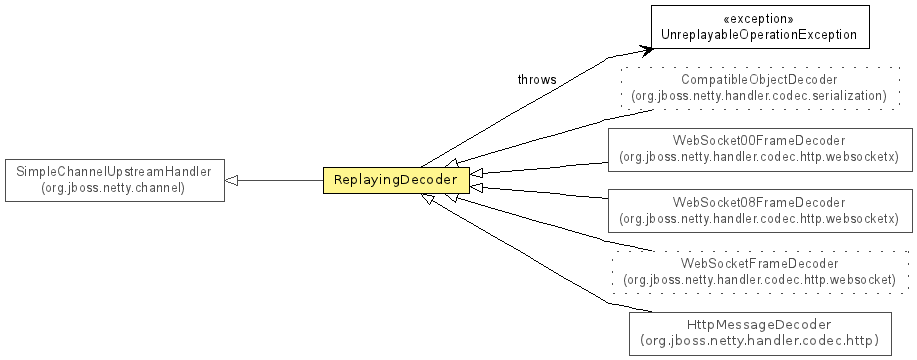 «exception»
UnreplayableOperationException
throws
CompatibleObjectDecoder
(org.jboss.netty.handler.codec.serialization)
WebSocket00FrameDecoder
(org.jboss.netty.handler.codec.http.websocketx)
SimpleChannelUpstreamHandler
(org.jboss.netty.channel)
ReplayingDecoder
WebSocket08FrameDecoder
(org.jboss.netty.handler.codec.http.websocketx)
WebSocketFrameDecoder
(org.jboss.netty.handler.codec.http.websocket)
HttpMessageDecoder
(org.jboss.netty.handler.codec.http)